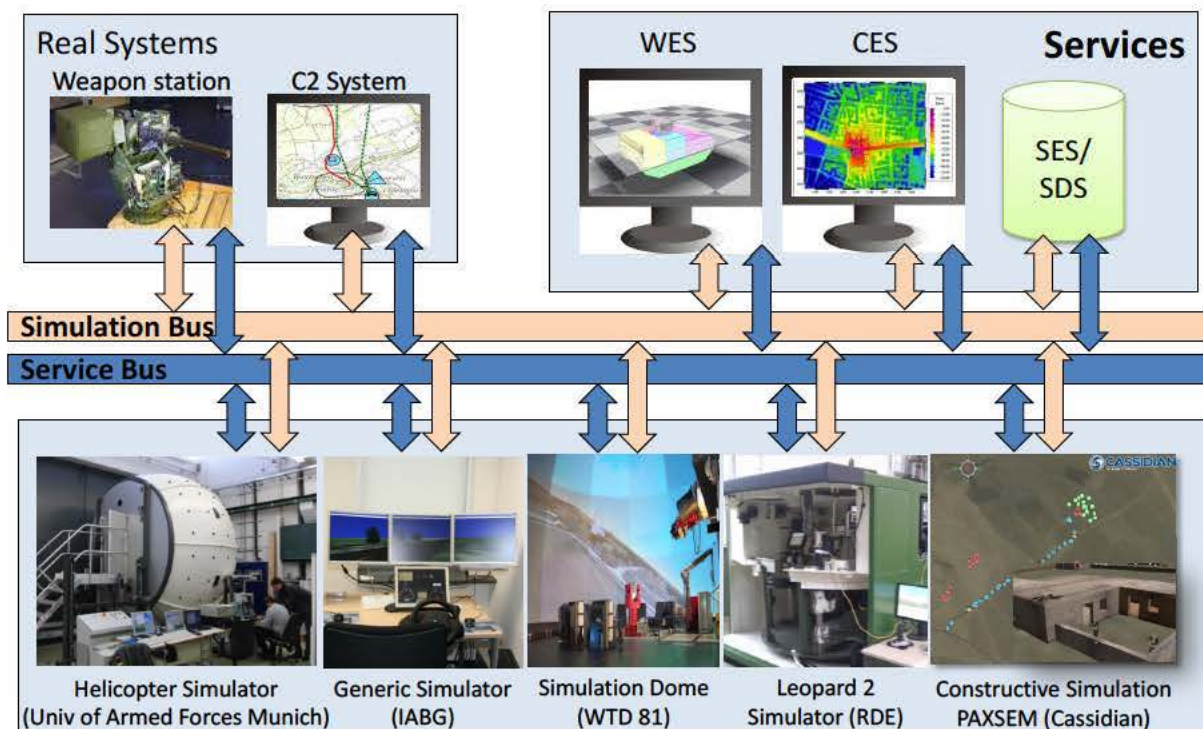 Real Systems
Weapon station
C2 System
WES
CES
Services
SES/
SDS
Simulation Bus
Service Bus
CASSIDIAN
Helicopter Simulator
(Univ of Armed Forces Munich)
Generic Simulator
(IABG)
Simulation Dome
(WTD 81)
Leopard 2
Simulator (RDE)
Constructive Simulation
PAXSEM (Cassidian)